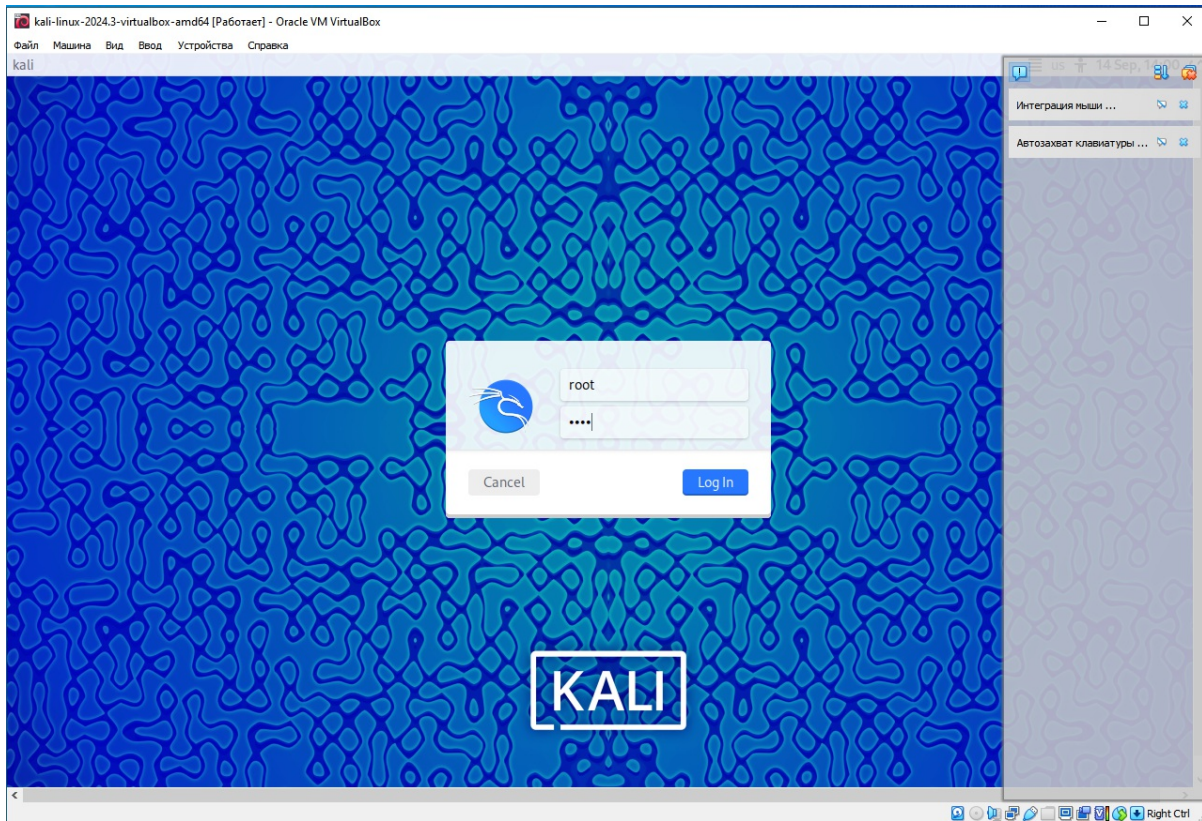 kali-linux-2024.3-virtualbox-amd64 [Работает] - Oracle VM VirtualBox
Файл Машина Вид Ввод Устройства Справка
kali
us 14 Sep,
Интеграция мыши ...
Автозахват клавиатуры ...
root
••••
Cancel Log In
KALI
Right Ctrl